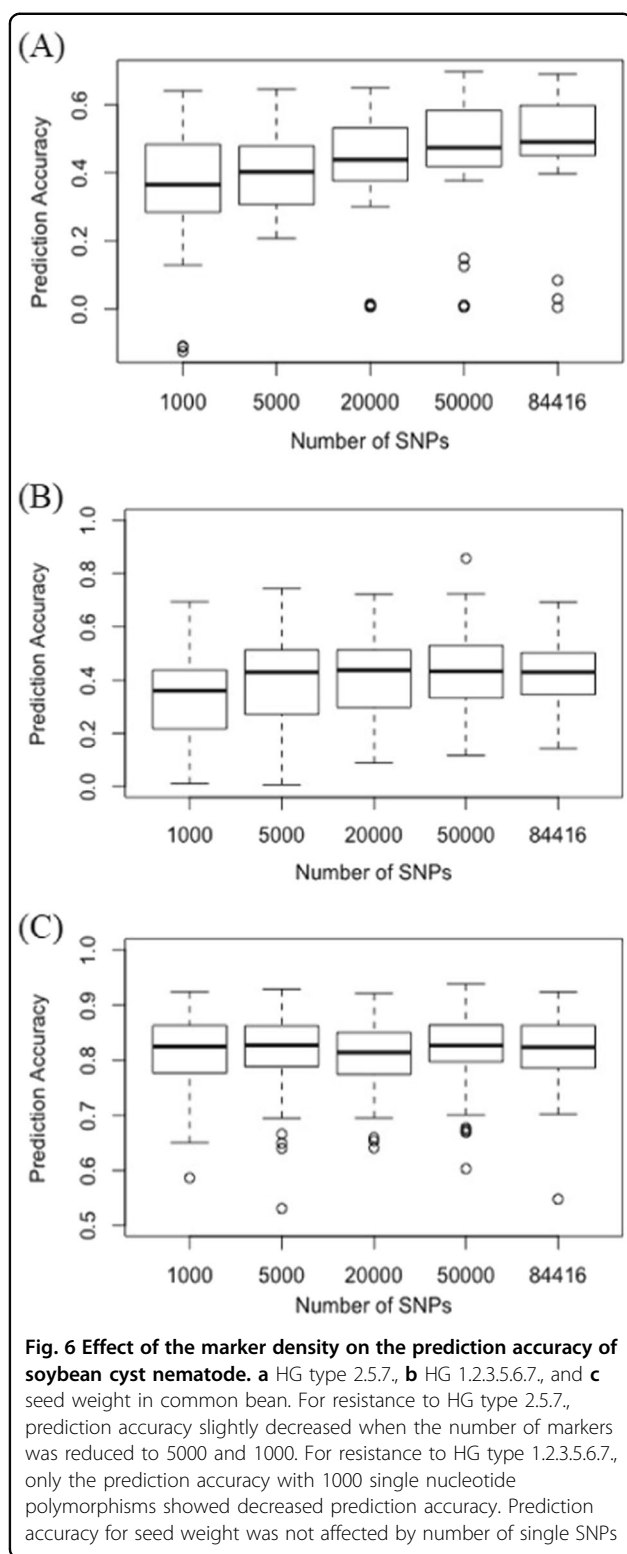 (A)
Prediction Accuracy
0.6
0.4
0.2
0.0
1000 5000 20000 50000 84416
Number of SNPs
(B)
Prediction Accuracy
1.0
0.8
0.6
0.4
0.2
0.0
1000 5000 20000 50000 84416
Number of SNPs
(C)
Prediction Accuracy
1.0
0.9
0.8
0.7
0.6
0.5
1000 5000 20000 50000 84416
Number of SNPs
Fig. 6 Effect of the marker density on the prediction accuracy of
soybean cyst nematode. a HG type 2.5.7., b HG 1.2.3.5.6.7., and c
seed weight in common bean. For resistance to HG type 2.5.7.,
prediction accuracy slightly decreased when the number of markers
was reduced to 5000 and 1000. For resistance to HG type 1.2.3.5.6.7.,
only the prediction accuracy with 1000 single nucleotide
polymorphisms showed decreased prediction accuracy. Prediction
accuracy for seed weight was not affected by number of single SNPs